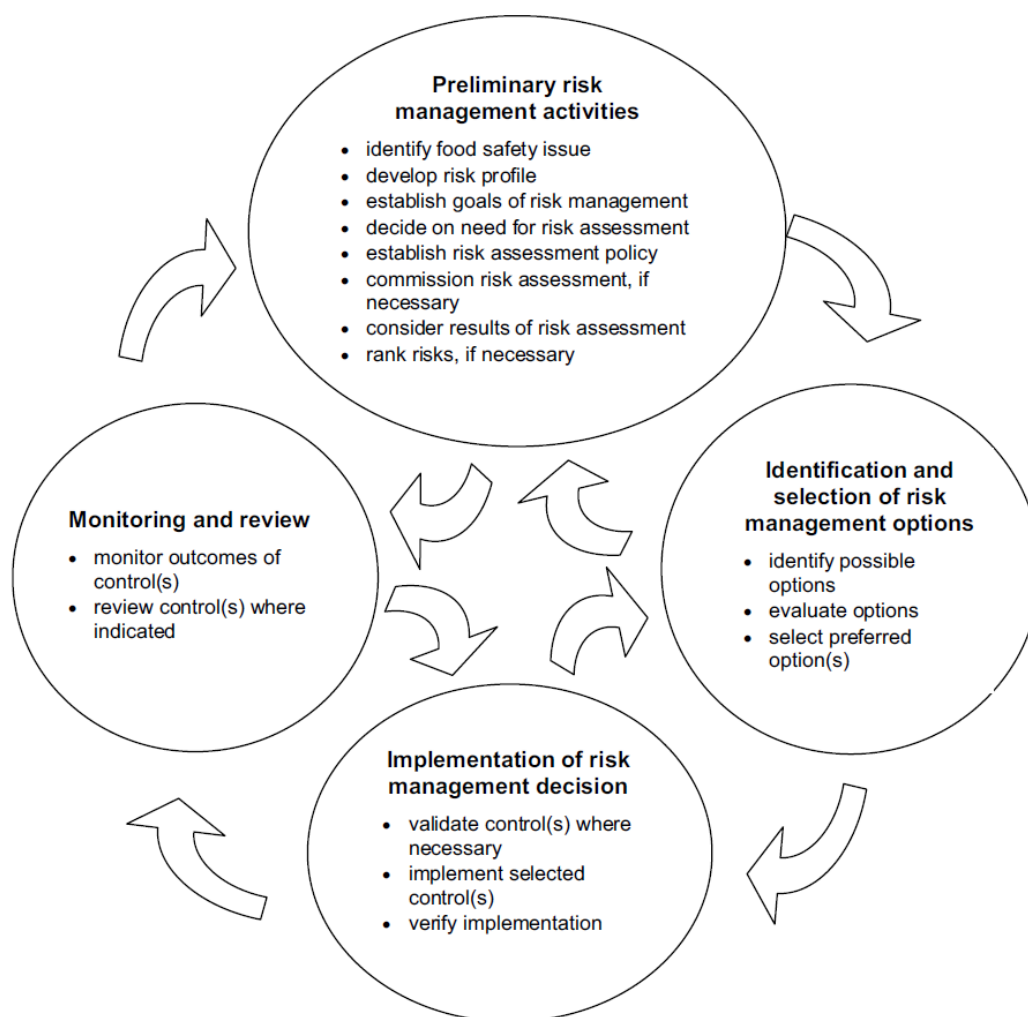 Preliminary risk
management activities
• identify food safety issue
• develop risk profile
• establish goals of risk management
• decide on need for risk assessment
• establish risk assessment policy
• commission risk assessment, if
necessary
• consider results of risk assessment
• rank risks, if necessary
Identification and
selection of risk
management options
• identify possible
options
• evaluate options
• select preferred
option(s)
Implementation of risk
management decision
• validate control(s) where
necessary
• implement selected
control(s)
• verify implementation
Monitoring and review
• monitor outcomes of
control(s)
• review control(s) where
indicated